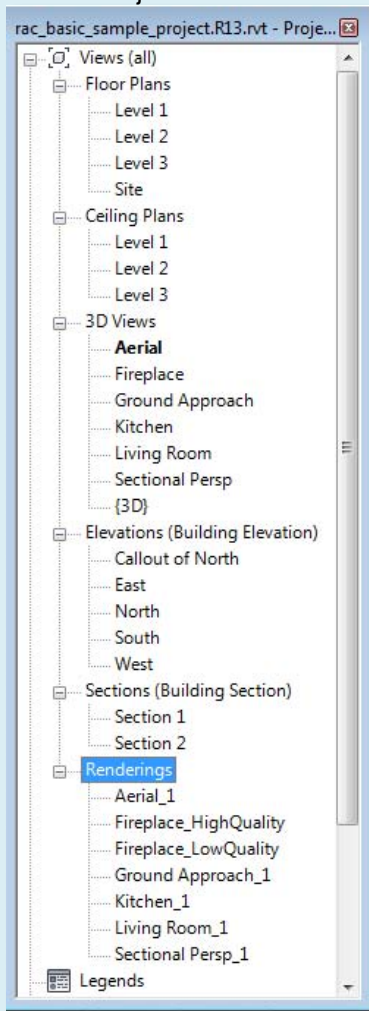 rac_basic_sample_project.R13.rvt - Proje...
Views (all)
Floor Plans
Level 1
Level 2
Level 3
Site
Ceiling Plans
Level 1
Level 2
Level 3
3D Views
Aerial
Fireplace
Ground Approach
Kitchen
Living Room
Sectional Persp
{3D}
Elevations (Building Elevation)
Callout of North
East
North
South
West
Sections (Building Section)
Section 1
Section 2
Renderings
Aerial_1
Fireplace_HighQuality
Fireplace_LowQuality
Ground Approach_1
Kitchen_1
Living Room_1
Sectional Persp_1
Legends